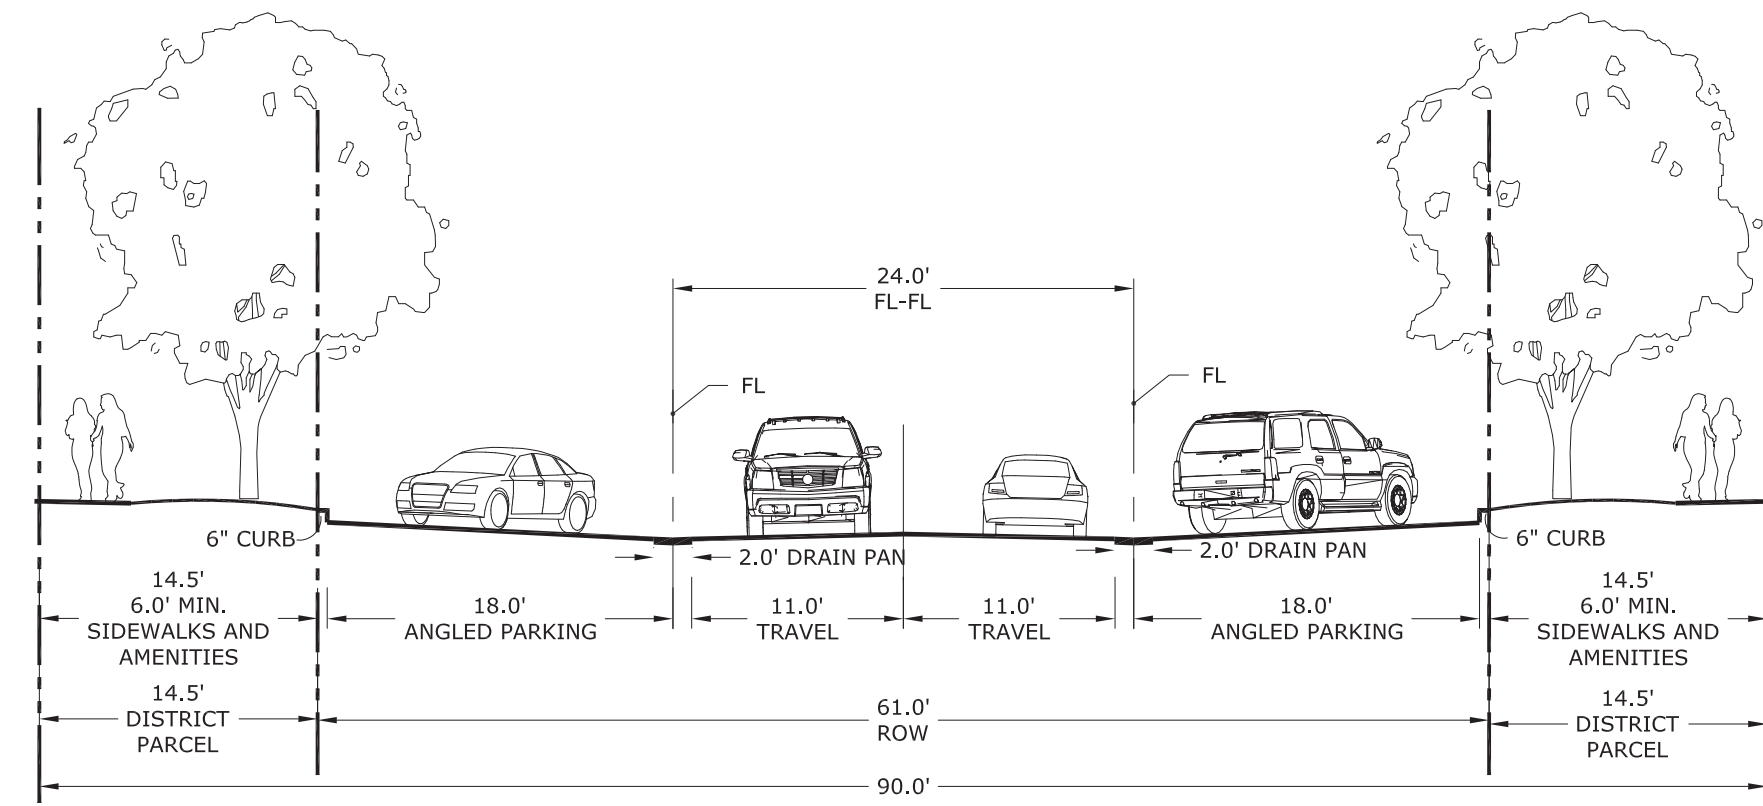 24.0'
FL-FL
FL
FL
6" CURB
2.0' DRAIN PAN
2.0' DRAIN PAN
6" CURB
14.5'
6.0' MIN.
SIDEWALKS AND
AMENITIES
18.0'
ANGLED PARKING
11.0'
TRAVEL
11.0'
TRAVEL
18.0'
ANGLED PARKING
14.5'
6.0' MIN.
SIDEWALKS AND
AMENITIES
14.5'
DISTRICT
PARCEL
61.0'
ROW
14.5'
DISTRICT
PARCEL
90.0'